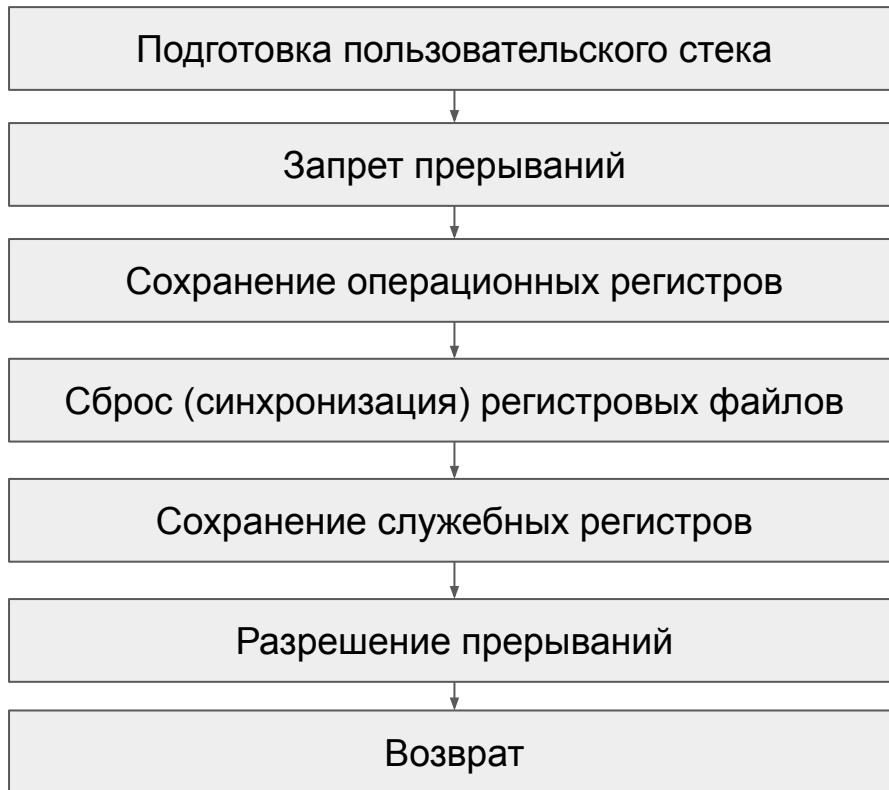 Подготовка пользовательского стека
Запрет прерываний
Сохранение операционных регистров
Сброс (синхронизация) регистровых файлов
Сохранение служебных регистров
Разрешение прерываний
Возврат